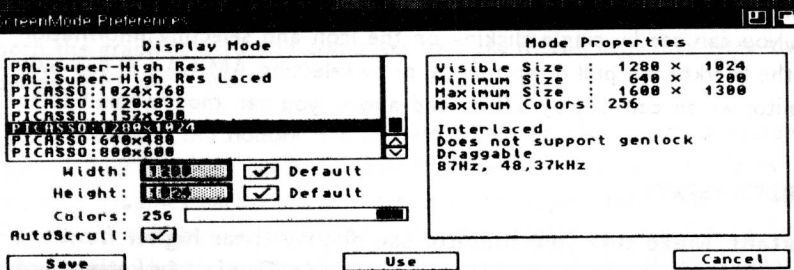 ScreenMode Preferences
Display Mode
PAL:Super-High Res
PAL:Super-High Res Laced
PICASSO:1024x768
PICASSO:1120x832
PICASSO:1152x900
PICASSO:1280x1024
PICASSO:640x480
PICASSO:800x600
Width: 1280 Default
Height: 1024 Default
Colors: 256
AutoScroll:
Mode Properties
Visible Size : 1280 x 1024
Minimum Size : 640 x 200
Maximum Size : 1600 x 1300
Maximum Colors: 256
Interlaced
Does not support genlock
Draggable
87Hz, 48,37kHz
Save
Use
Cancel